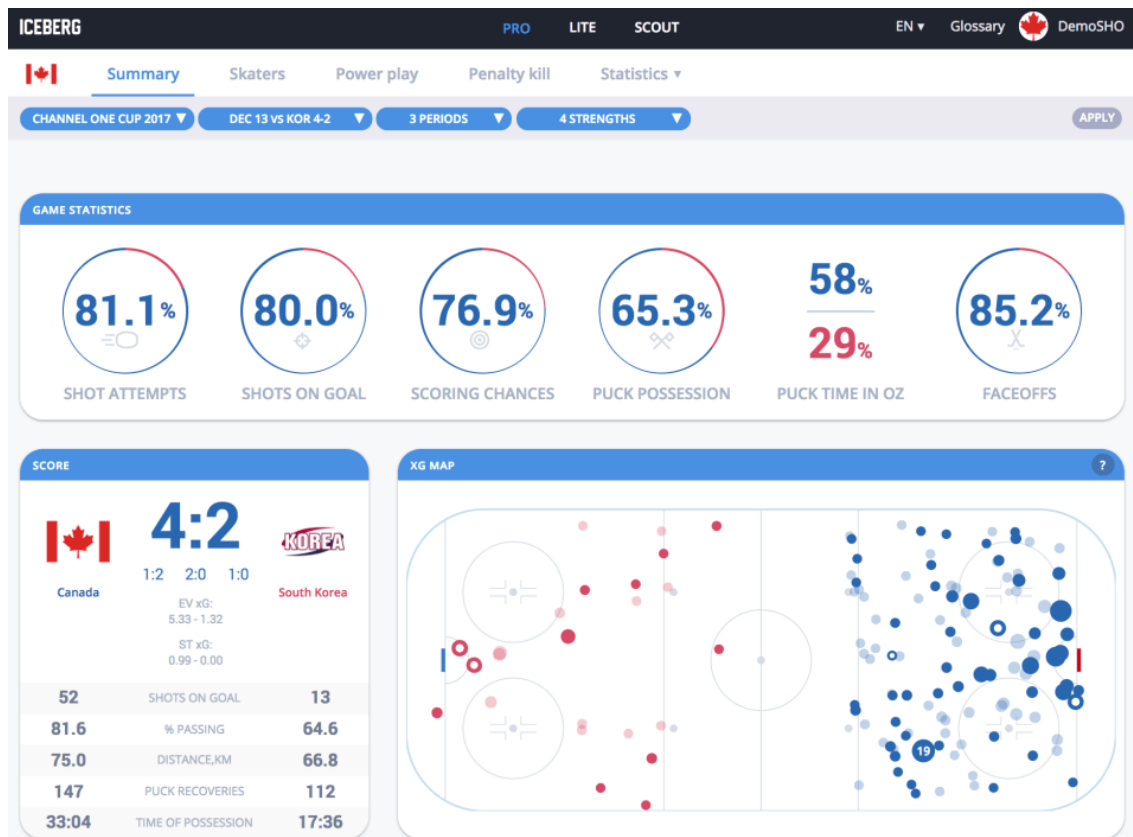 ICEBERG PRO LITE SCOUT EN ▾ Glossary DemoSHO
Summary Skaters Power play Penalty kill Statistics ▾
CHANNEL ONE CUP 2017 ▼ DEC 13 VS KOR 4-2 ▼ 3 PERIODS ▼ 4 STRENGTHS ▼ APPLY
GAME STATISTICS
81.1% 80.0% 76.9% 65.3% 58% 29% 85.2%
SHOT ATTEMPTS SHOTS ON GOAL SCORING CHANCES PUCK POSSESSION PUCK TIME IN OZ FACEOFFS
SCORE
4:2
KOREA
1:2 2:0 1:0
Canada South Korea
EV xG:
5.33 - 1.32
ST xG:
0.99 - 0.00
52 SHOTS ON GOAL 13
81.6 % PASSING 64.6
75.0 DISTANCE,KM 66.8
147 PUCK RECOVERIES 112
33:04 TIME OF POSSESSION 17:36
XG MAP ?
19